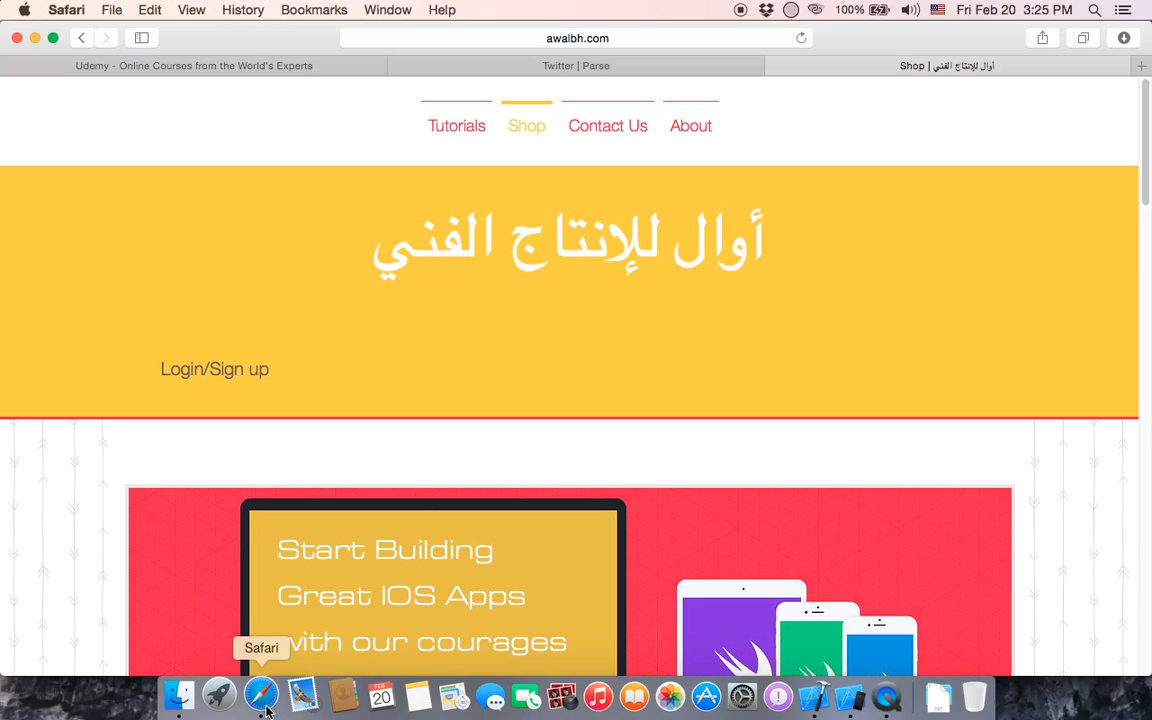 Safari File Edit View History Bookmarks Window Help 100% Fri Feb 20 3:25 PM
awalbh.com
Udemy - Online Courses from the World's Experts
Twitter | Parse
Shop | أوال للإنتاج الفني
Tutorials Shop Contact Us About
أوال للإنتاج الفني
Login/Sign up
Start Building
Great IOS Apps
with our courages
Safari
FEB
20